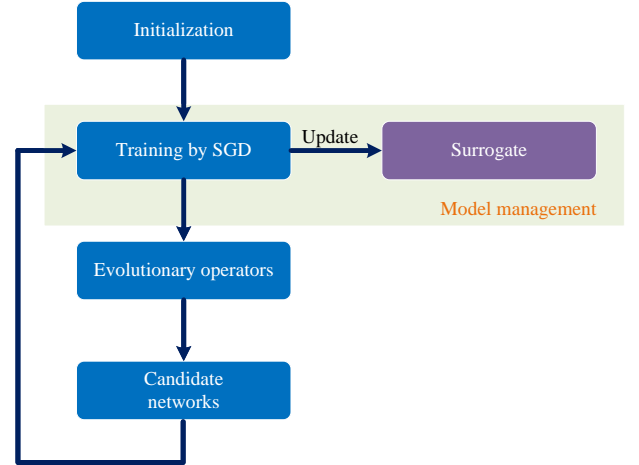 Initialization
Training by SGD
Update
Surrogate
Model management
Evolutionary operators
Candidate
networks